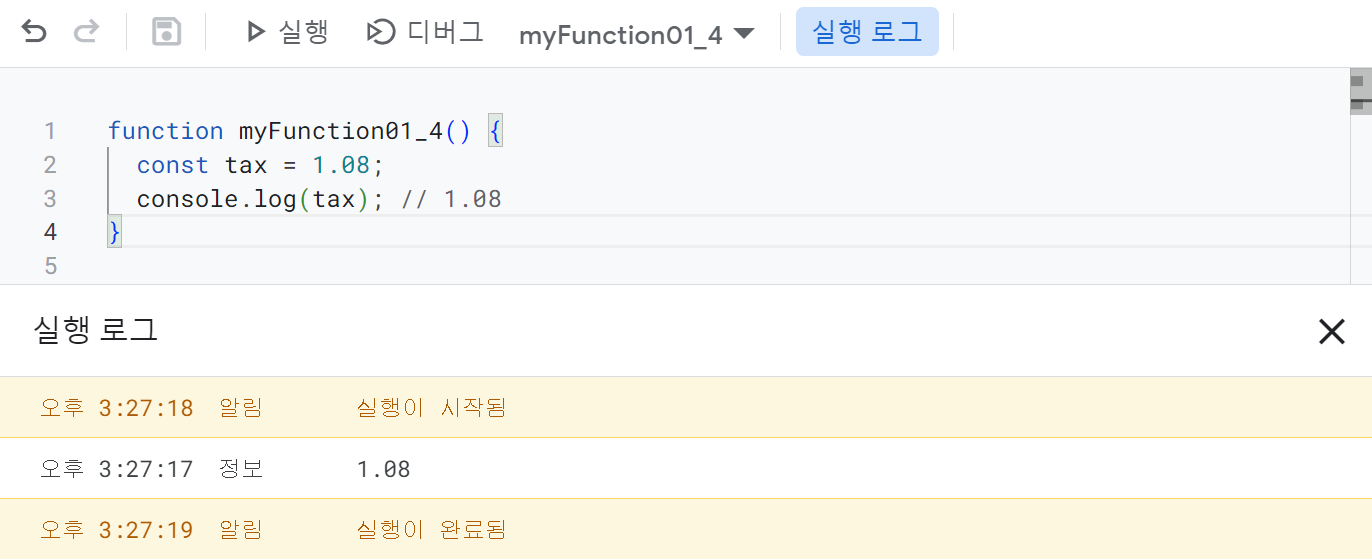 실행 디버그 myFunction01_4 실행 로그
1 function myFunction01_4() {
2 const tax = 1.08;
3 console.log(tax); // 1.08
4 }
5
실행 로그
오후 3:27:18 알림 실행이 시작됨
오후 3:27:17 정보 1.08
오후 3:27:19 알림 실행이 완료됨